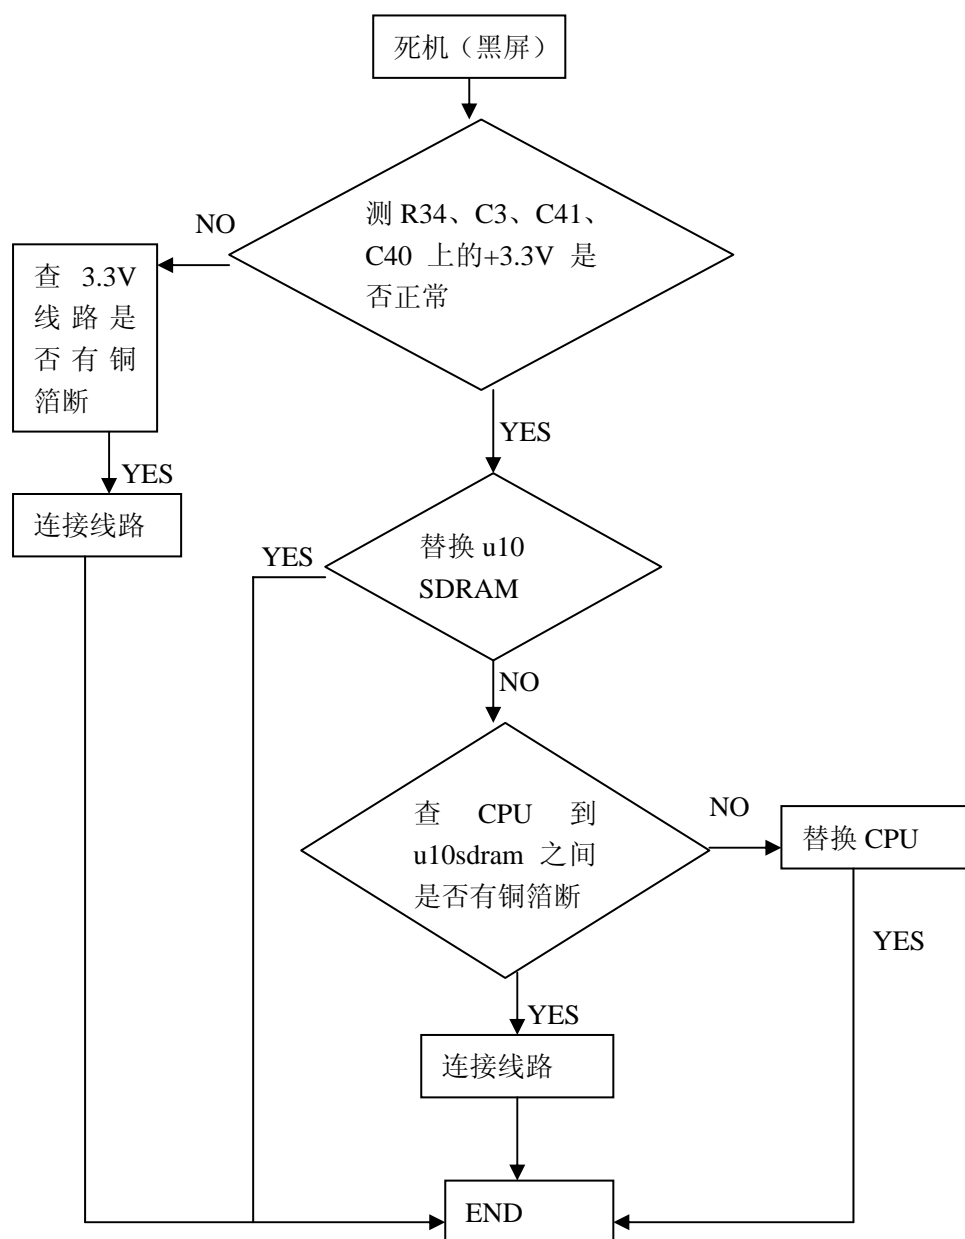 死机（黑屏）
测 R34、C3、C41、
C40 上的+3.3V 是
否正常
NO
查 3.3V
线路是
否有铜
箔断
YES
YES
连接线路
YES
替换 u10
SDRAM
NO
查 CPU 到
u10sdram 之间
是否有铜箔断
NO
替换 CPU
YES
YES
连接线路
END